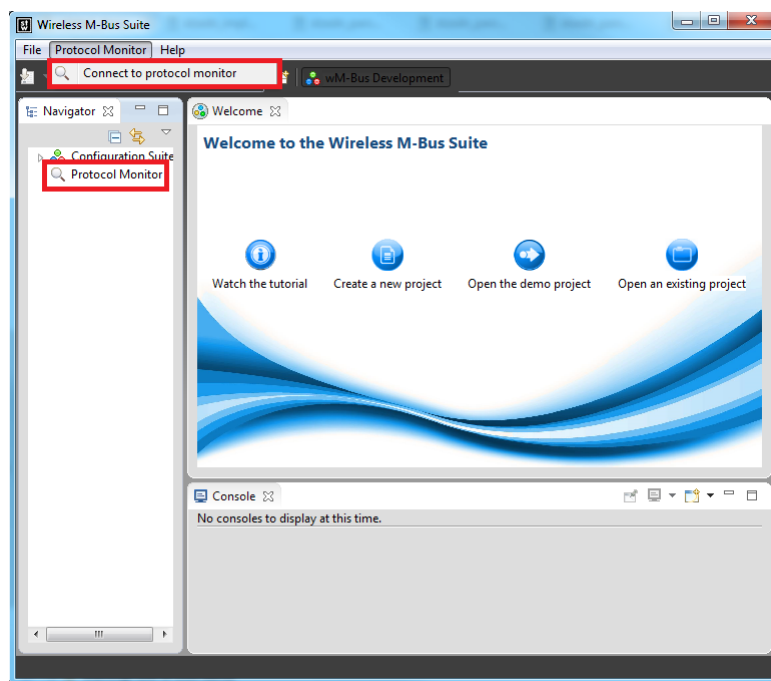 Wireless M-Bus Suite
File Protocol Monitor Help
Connect to protocol monitor
wM-Bus Development
Navigator
Welcome
Configuration Suite
Protocol Monitor
Welcome to the Wireless M-Bus Suite
Watch the tutorial Create a new project Open the demo project Open an existing project
Console
No consoles to display at this time.